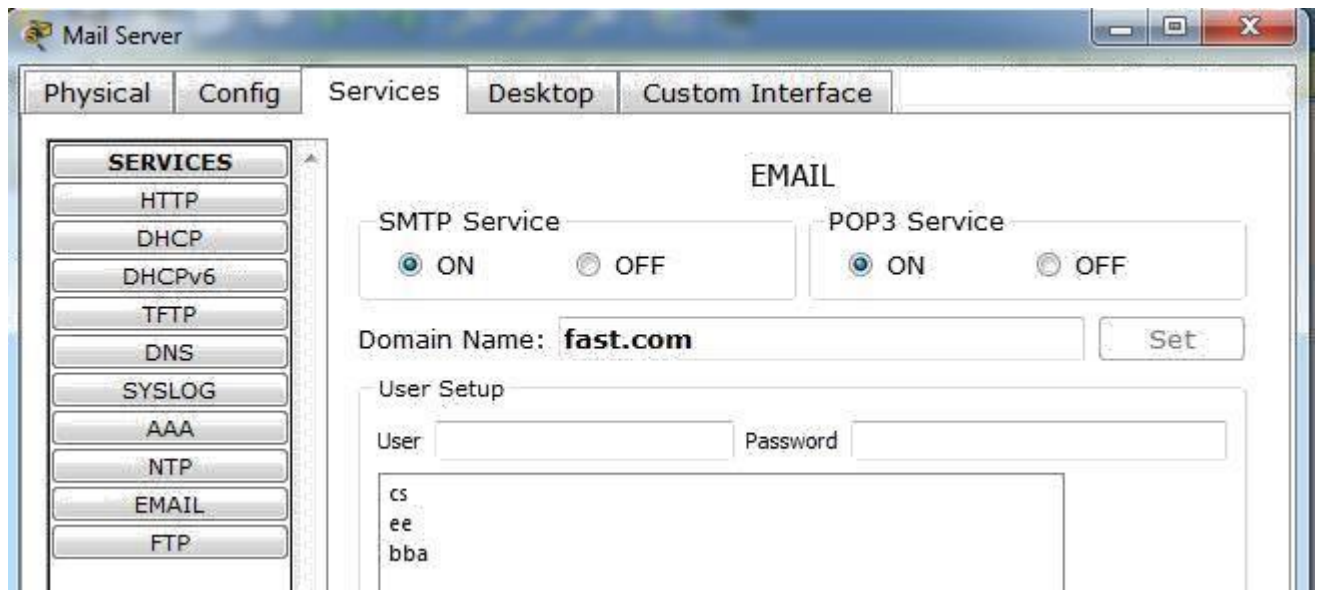 Mail Server
Physical Config Services Desktop Custom Interface
SERVICES
HTTP
DHCP
DHCPv6
TFTP
DNS
SYSLOG
AAA
NTP
EMAIL
FTP
EMAIL
SMTP Service POP3 Service
ON OFF ON OFF
Domain Name: fast.com Set
User Setup
User Password
cs
ee
bba